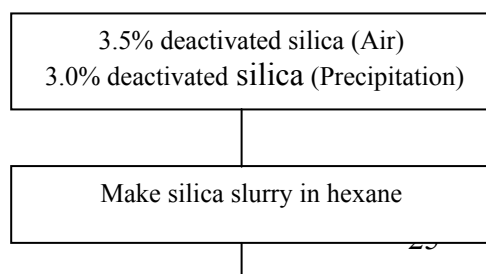 3.5% deactivated silica (Air)
3.0% deactivated silica (Precipitation)
Make silica slurry in hexane